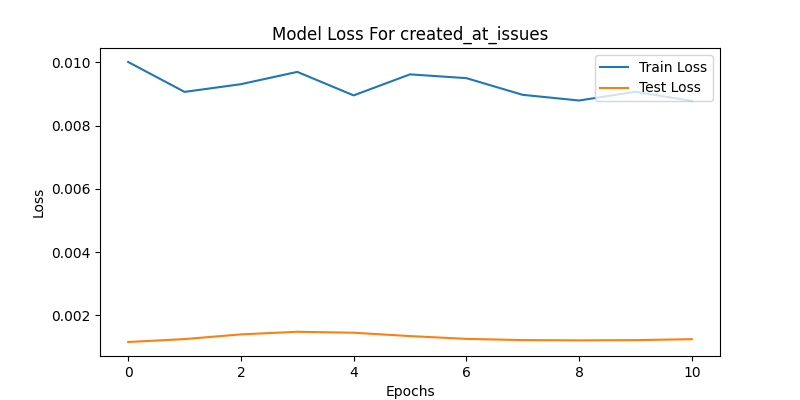 Model Loss For created_at_issues
Train Loss
Test Loss
0.010
0.008
0.006
0.004
0.002
Loss
0
2
4
6
8
10
Epochs